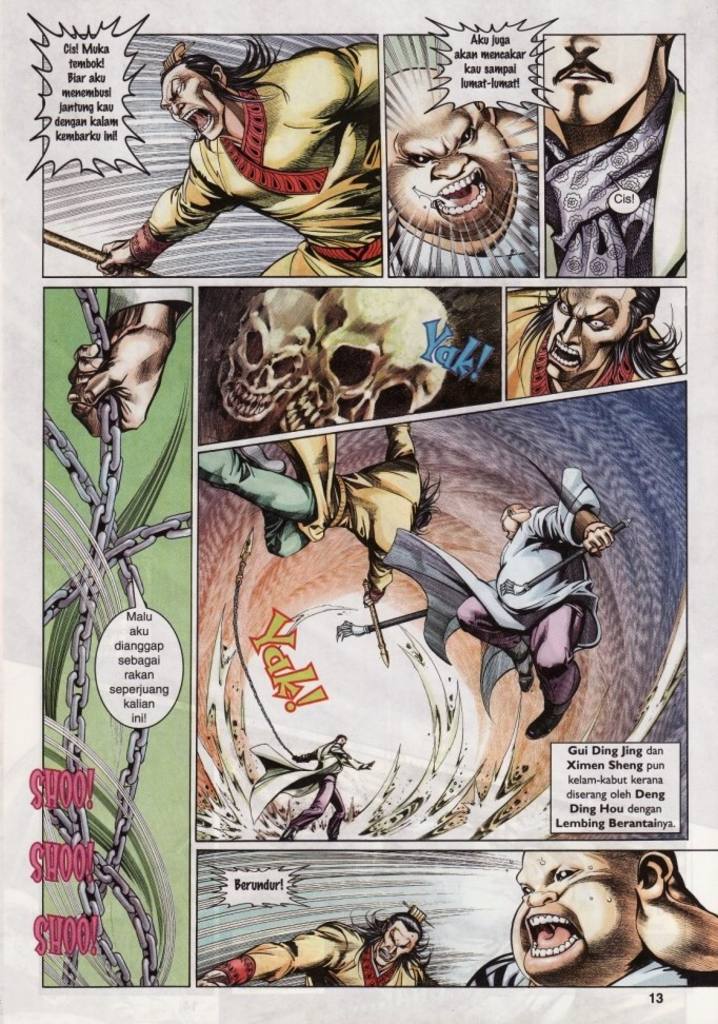 Cis! Muka
tembok!
Biar aku
menembusi
jantung kau
dengan kalam
kembarku ini!
Aku juga
akan mencakar
kau sampai
lumat-lumat!
Cis!
Yak!
Malu
aku
dianggap
sebagai
rakan
seperjuang
kalian
ini!
SHOO!
SHOO!
SHOO!
Yak!
Gui Ding Jing dan
Ximen Sheng pun
kelam-kabut kerana
diserang oleh Deng
Ding Hou dengan
Lembing Berantainya.
Berundur!
13